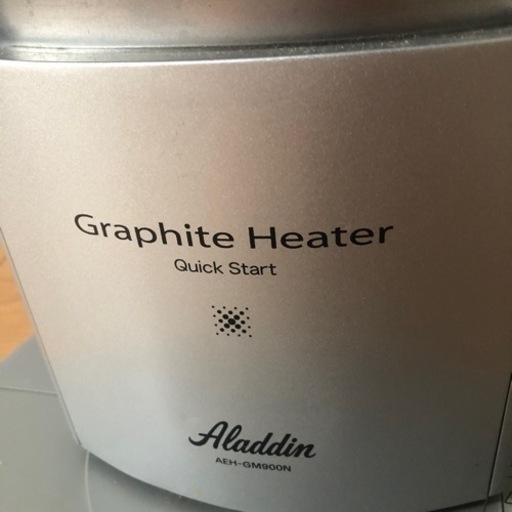 Graphite Heater
Quick Start
Aladdin
AEH-GM900N